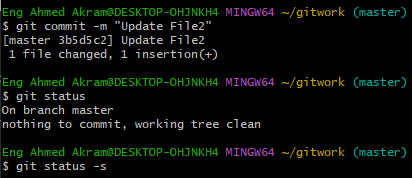 Eng Ahmed Akram@DESKTOP-OHJNKH4 MINGW64 ~/gitwork (master)
$ git commit -m "Update File2"
[master 3b5d5c2] Update File2
 1 file changed, 1 insertion(+)
Eng Ahmed Akram@DESKTOP-OHJNKH4 MINGW64 ~/gitwork (master)
$ git status
On branch master
nothing to commit, working tree clean
Eng Ahmed Akram@DESKTOP-OHJNKH4 MINGW64 ~/gitwork (master)
$ git status -s